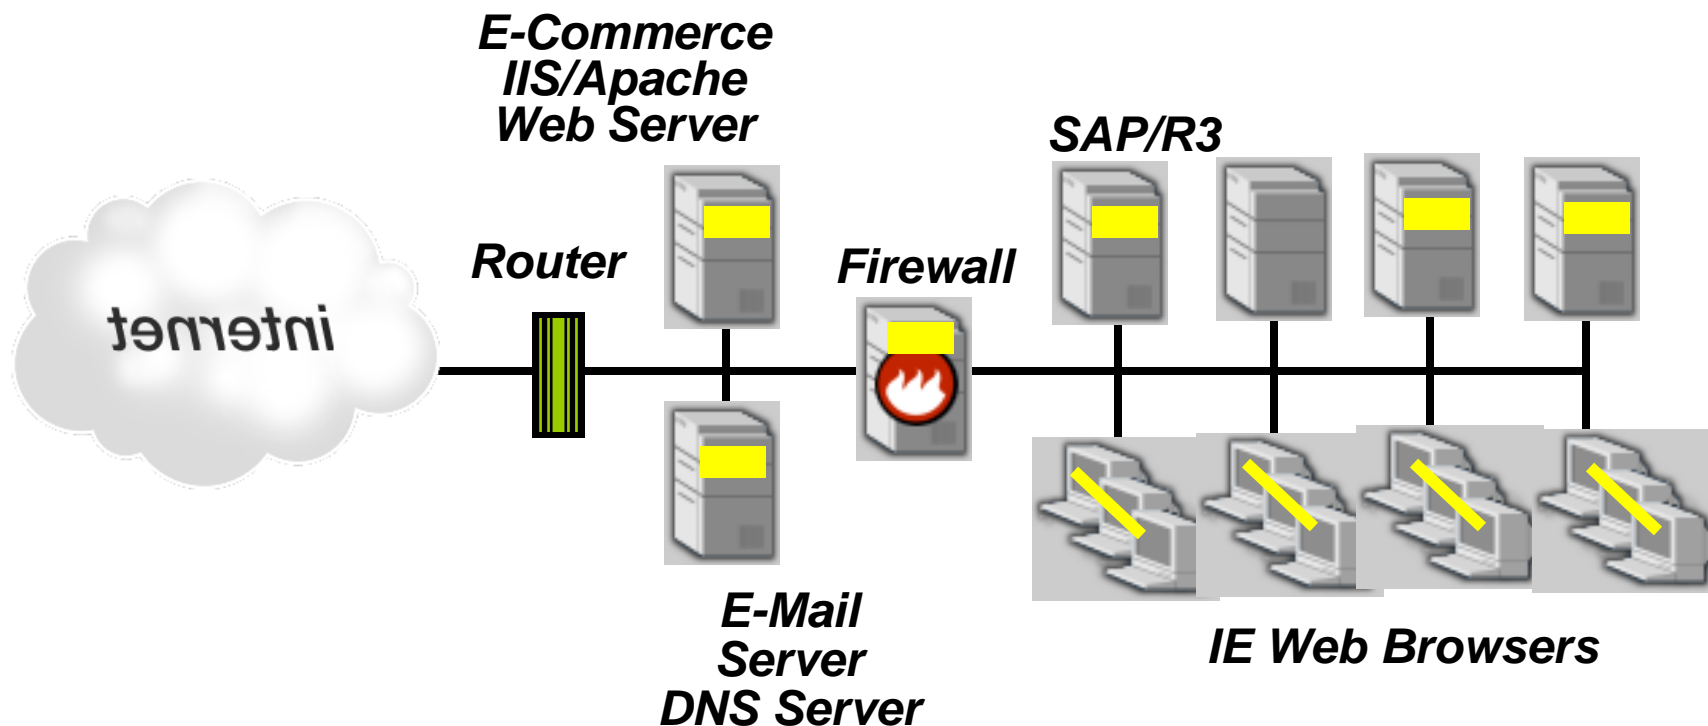 E-Commerce
IIS/Apache
Web Server
SAP/R3
Router
Firewall
internet
E-Mail
Server
DNS Server
IE Web Browsers